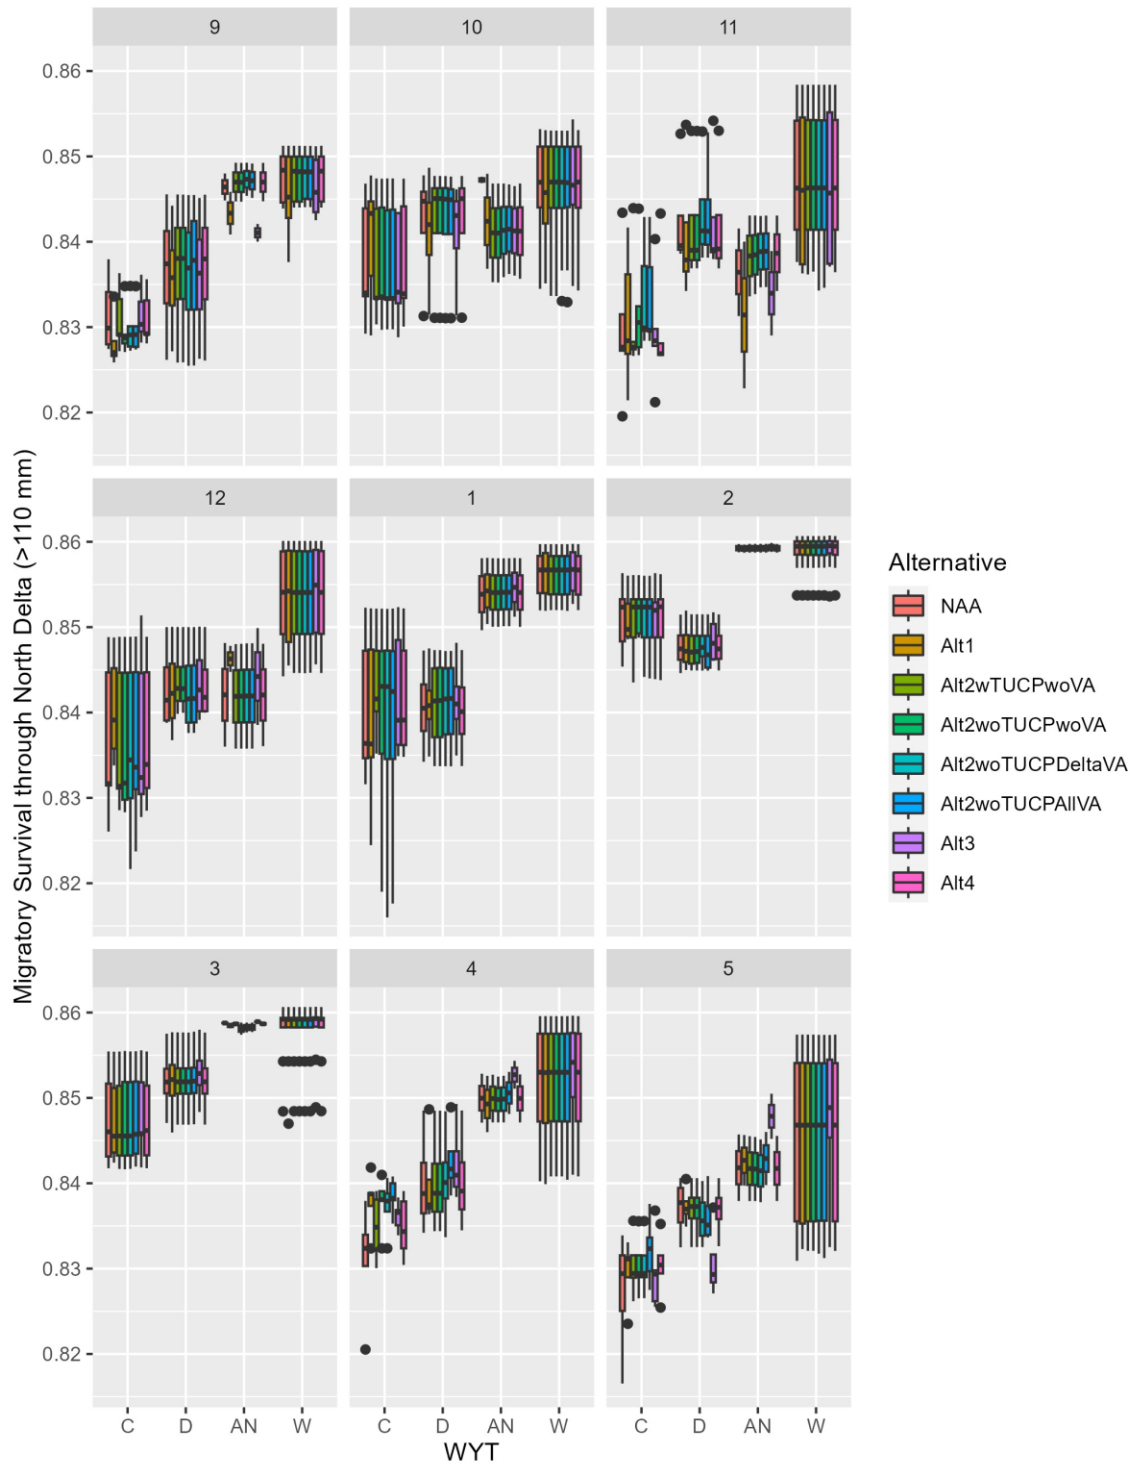 9 10 11
0.86
0.85
0.84
0.83
0.82
12 1 2
0.86
0.85
0.84
0.83
0.82
3 4 5
0.86
0.85
0.84
0.83
0.82
C D AN W C D AN W C D AN W
WYT
Migratory Survival through North Delta (>110 mm)
Alternative
NAA
Alt1
Alt2wTUCPwoVA
Alt2woTUCPwoVA
Alt2woTUCPDeltaVA
Alt2woTUCPAllVA
Alt3
Alt4